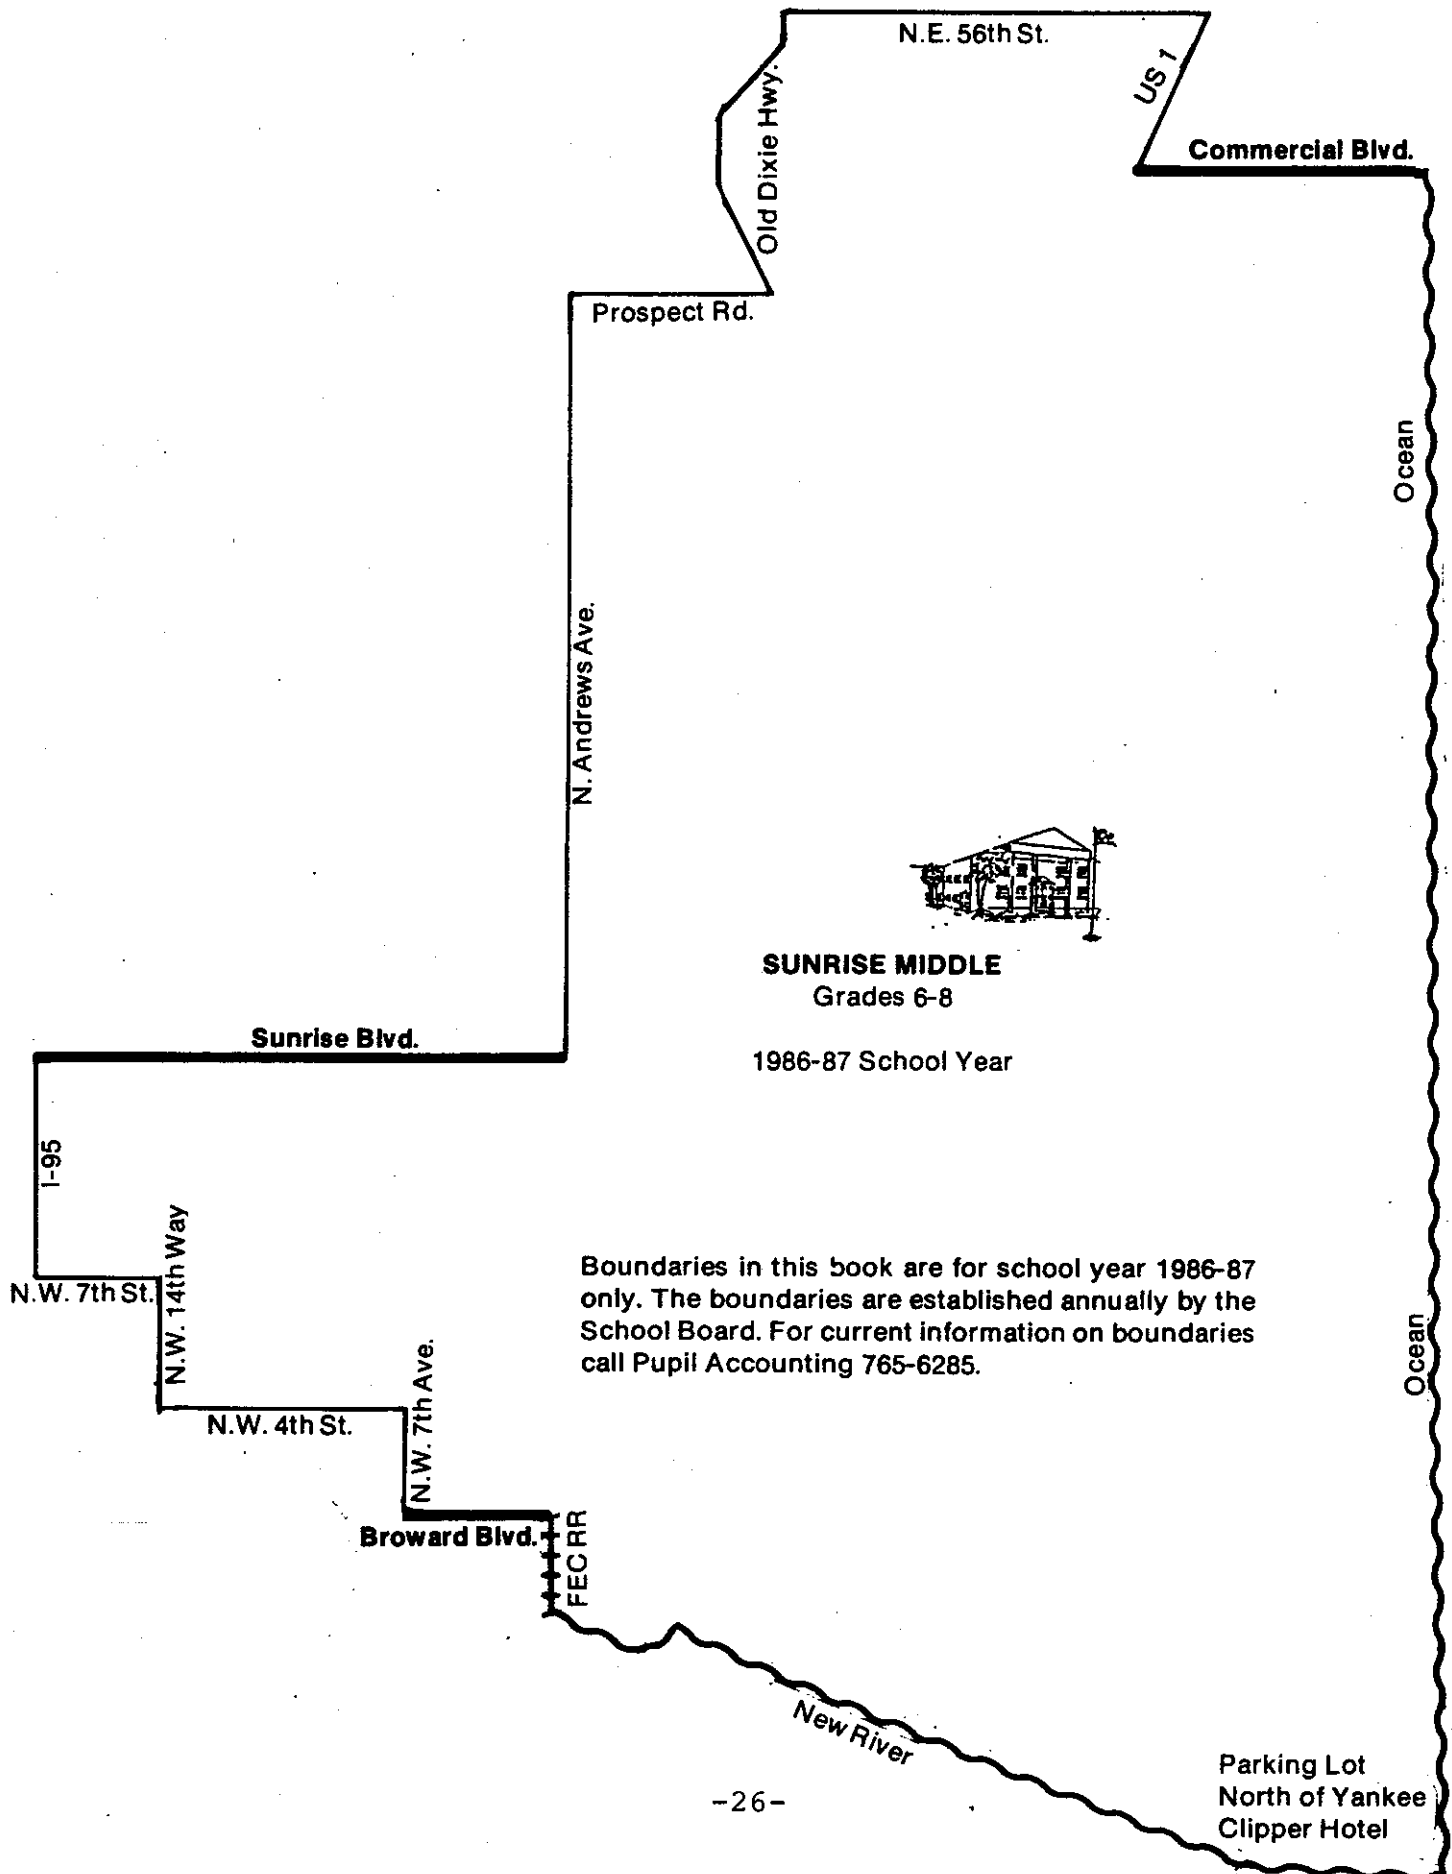 N.E. 56th St.
US 1
Old Dixie Hwy.
Commercial Blvd.
Prospect Rd.
Ocean
N. Andrews Ave.
SUNRISE MIDDLE
Grades 6-8
Sunrise Blvd.
1986-87 School Year
I-95
N.W. 14th Way
N.W. 7th St.
Boundaries in this book are for school year 1986-87
only. The boundaries are established annually by the
School Board. For current information on boundaries
call Pupil Accounting 765-6285.
Ocean
N.W. 7th Ave.
N.W. 4th St.
Broward Blvd.
FEC RR
New River
Parking Lot
North of Yankee
Clipper Hotel
-26-